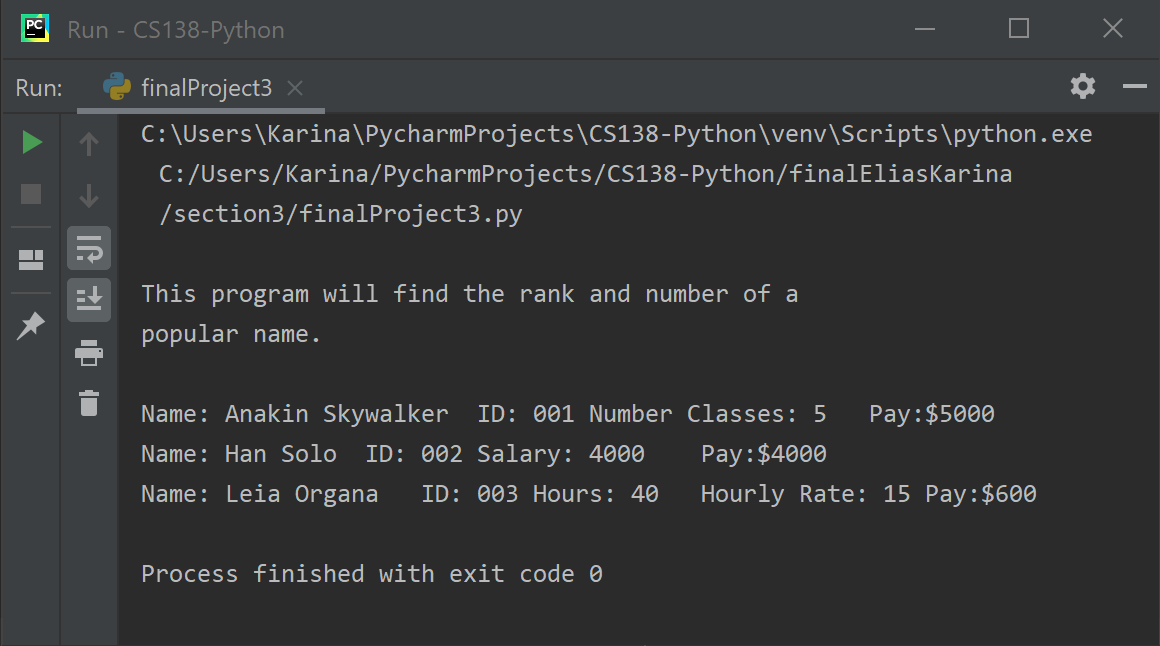 PC Run - CS138-Python
Run: finalProject3
C:\Users\Karina\PycharmProjects\CS138-Python\venv\Scripts\python.exe
C:/Users/Karina/PycharmProjects/CS138-Python/finalEliasKarina
/section3/finalProject3.py
This program will find the rank and number of a
popular name.
Name: Anakin Skywalker  ID: 001 Number Classes: 5   Pay:$5000
Name: Han Solo  ID: 002 Salary: 4000    Pay:$4000
Name: Leia Organa   ID: 003 Hours: 40   Hourly Rate: 15 Pay:$600
Process finished with exit code 0